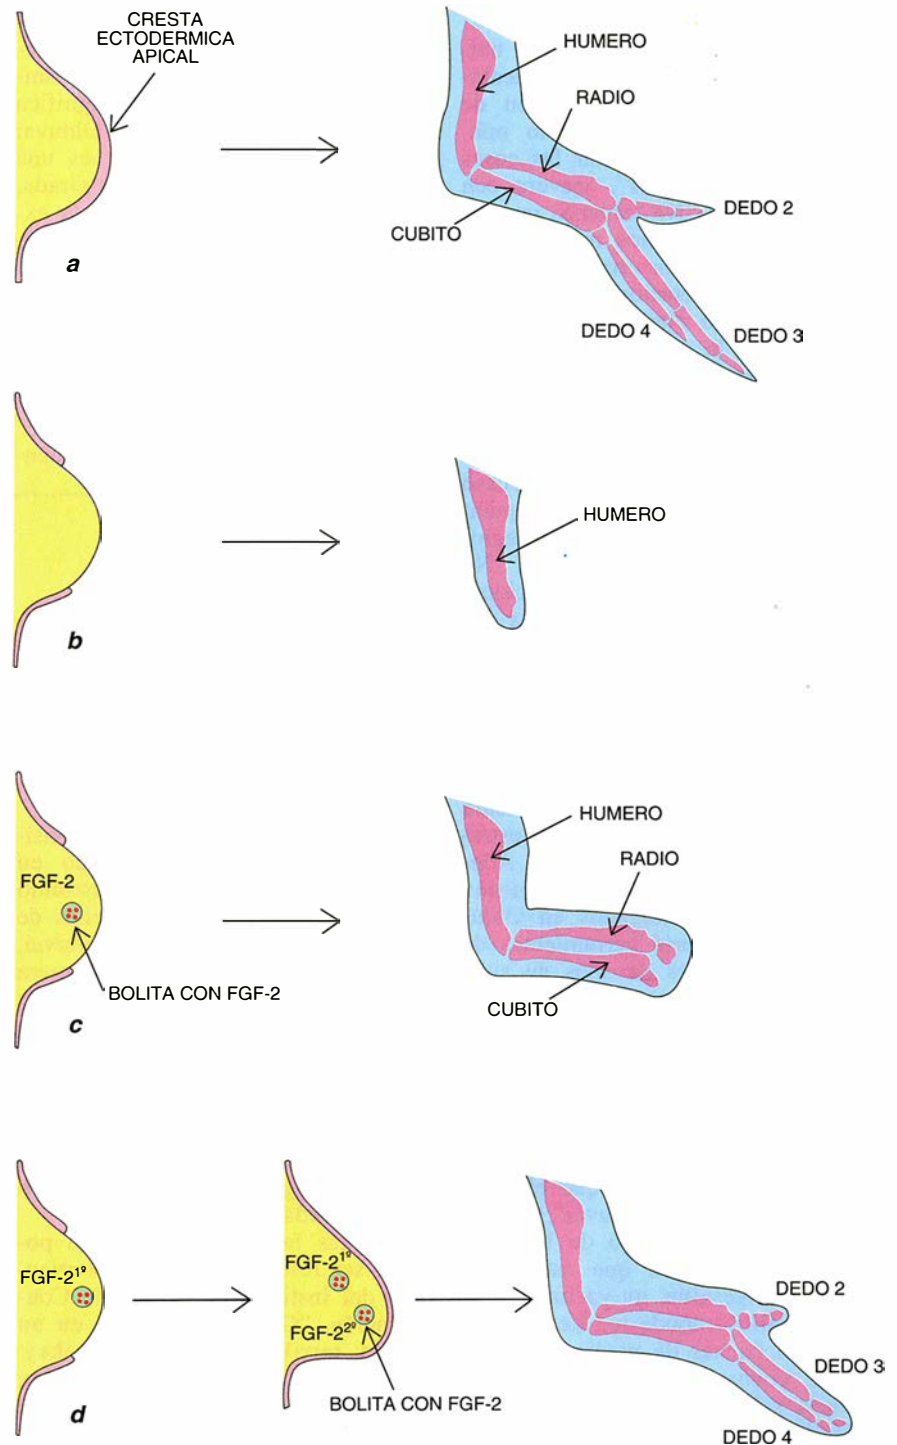 CRESTA
ECTODERMICA
APICAL
HUMERO
RADIO
CUBITO
DEDO 2
DEDO 4
DEDO 3
a
HUMERO
b
HUMERO
RADIO
FGF-2
BOLITA CON FGF-2
CUBITO
c
FGF-2¹º
FGF-2¹º
FGF-2²º
BOLITA CON FGF-2
DEDO 2
DEDO 3
DEDO 4
d